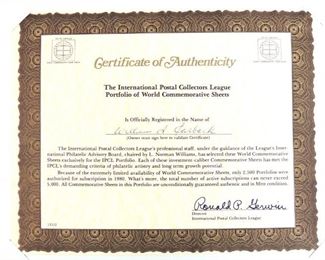 Certificate of Authenticity
The International Postal Collectors League
Portfolio of World Commemorative Sheets
Is Officially Registered in the Name of
William
(Owner must sign here to validate Certificate)
The International Postal Collectors League's professional staff, under the guidance of the League's International Philatelic Advisory Board, chaired by L. Norman Williams, has selected these World Commemorative Sheets exclusively for the IPCL Portfolio. Each of these investment caliber Commemorative Sheets has met the IPCL's demanding criteria of philatelic artistry and long term growth potential.
Because of the extremely limited availability of World Commemorative Sheets, only 2,500 Portfolios were authorized for subscription in 1980. What's more, the total number of active subscriptions can never exceed 5,000. All Commemorative Sheets in this Portfolio are unconditionally guaranteed authentic and in Mint condition.
Ronald P. Gerwin
Director
International Postal Collectors League